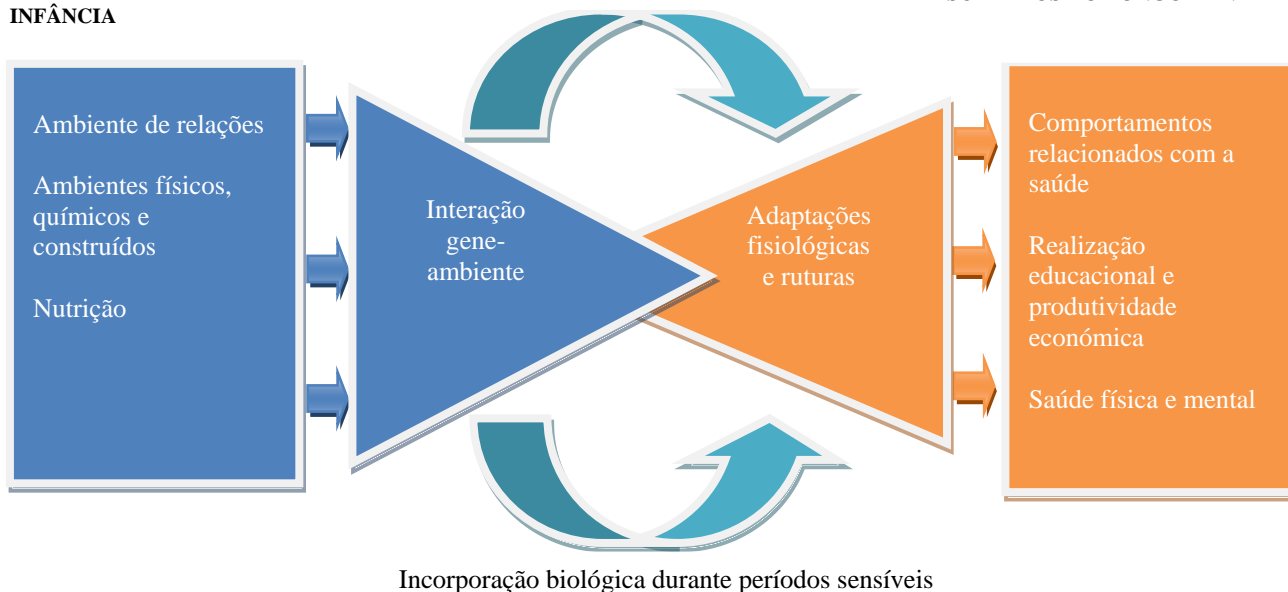 INFÂNCIA
Ambiente de relações
Ambientes físicos,
químicos e
construídos
Nutrição
Interação
gene-
ambiente
Adaptações
fisiológicas
e ruturas
Comportamentos
relacionados com a
saúde
Realização
educacional e
produtividade
económica
Saúde física e mental
Incorporação biológica durante períodos sensíveis